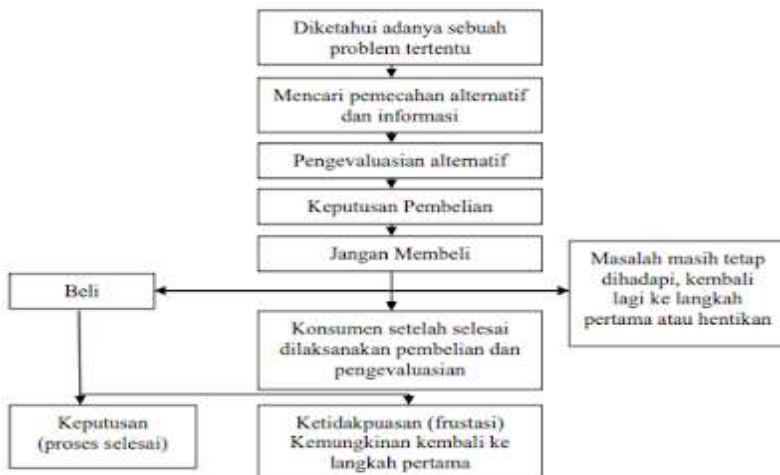 Diketahui adanya sebuah
problem tertentu
Mencari pemecahan alternatif
dan informasi
Pengevaluasian alternatif
Keputusan Pembelian
Jangan Membeli
Beli
Masalah masih tetap
dihadapi, kembali
lagi ke langkah
pertama atau hentikan
Konsumen setelah selesai
dilaksanakan pembelian dan
pengevaluasian
Keputusan
(proses selesai)
Ketidakpuasan (frustasi)
Kemungkinan kembali ke
langkah pertama